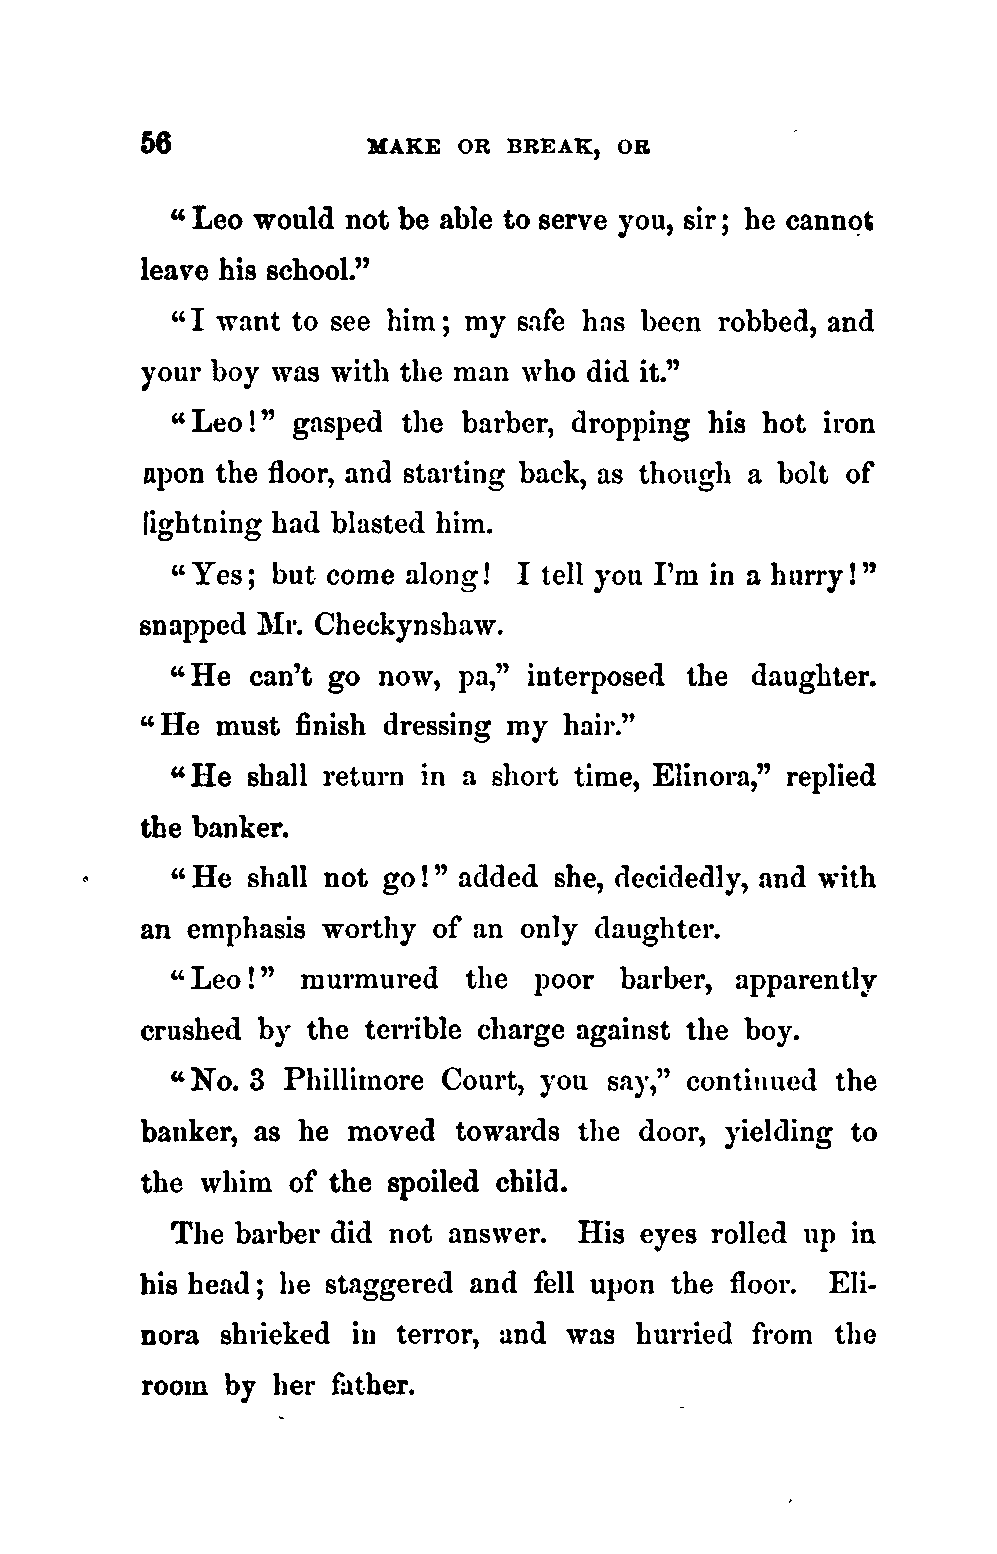 56 MAKE OR BREAK, OR
“Leo would not be able to serve you, sir; he cannot
leave his school.”
“I want to see him; my safe has been robbed, and
your boy was with the man who did it.”
“Leo!” gasped the barber, dropping his hot iron
upon the floor, and starting back, as though a bolt of
lightning had blasted him.
“Yes; but come along! I tell you I’m in a hurry!”
snapped Mr. Checkynshaw.
“He can’t go now, pa,” interposed the daughter.
“He must finish dressing my hair.”
“He shall return in a short time, Elinora,” replied
the banker.
“He shall not go!” added she, decidedly, and with
an emphasis worthy of an only daughter.
“Leo!” murmured the poor barber, apparently
crushed by the terrible charge against the boy.
“No. 3 Phillimore Court, you say,” continued the
banker, as he moved towards the door, yielding to
the whim of the spoiled child.
The barber did not answer. His eyes rolled up in
his head; he staggered and fell upon the floor. Eli-
nora shrieked in terror, and was hurried from the
room by her father.